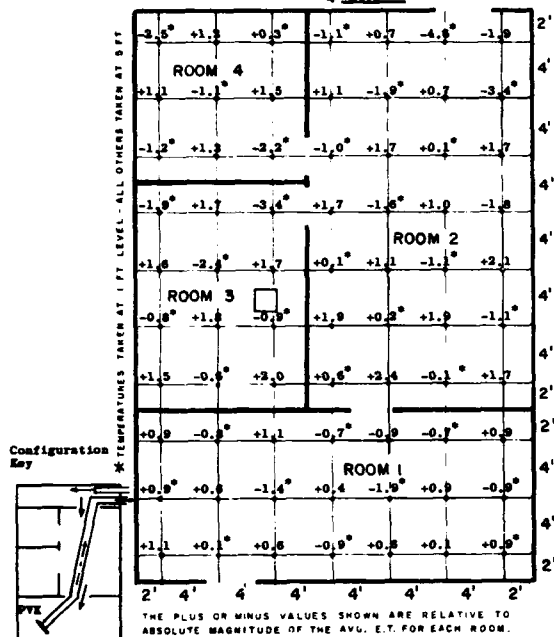 -2.5* +1.2 +0.3* -1.1* +0.7 -4.8* -1.9 2'
ROOM 4
+1.1 -1.1* +1.5 +1.1 -1.9* +0.7 -3.4* 4'
-1.2* +1.2 -2.2* -1.0* +1.7 +0.1* +1.7 4'
-1.9* +1.7 -3.4* +1.7 -1.6* +1.0 -1.8 4'
ROOM 2
+1.6 +1.7 +0.1* +1.1 -1.1* +2.1 4'
ROOM 3
-0.8* +1.8 -0.9* +1.9 +0.2* +1.9 -1.1* 4'
+1.5 -0.6* +2.0 +0.6* +2.4 -0.1* +1.7 4'
2'
+0.9 -0.8* +1.1 -0.7* -0.9 -0.7* +0.9 2'
ROOM 1
+0.9* +0.6 -1.4* +0.4 -1.9* +0.9 -0.9* 4'
+1.1 +0.1* +0.6 -0.9* +0.6 +0.1 +0.9* 4'
2'
2' 4' 4' 4' 4' 4' 4' 2'
* TEMPERATURES TAKEN AT 1 FT LEVEL - ALL OTHERS TAKEN AT 5 FT
Configuration
Key
PVK
THE PLUS OR MINUS VALUES SHOWN ARE RELATIVE TO
ABSOLUTE MAGNITUDE OF THE AVG. E.T. FOR EACH ROOM.